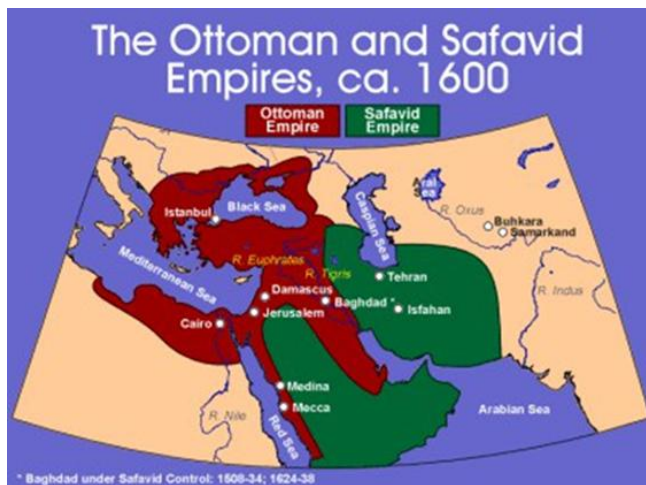 The Ottoman and Safavid
Empires, ca. 1600
Ottoman
Empire
Safavid
Empire
Aral
Sea
Caspian Sea
R. Oxus
Buhkara
Samarkand
Istanbul
Black Sea
R. Euphrates
R. Tigris
Mediterranean Sea
Tehran
R. Indus
Damascus
Baghdad *
Isfahan
Jerusalem
Cairo
Medina
Mecca
R. Nile
Red Sea
Arabian Sea
* Baghdad under Safavid Control: 1508-34; 1624-38